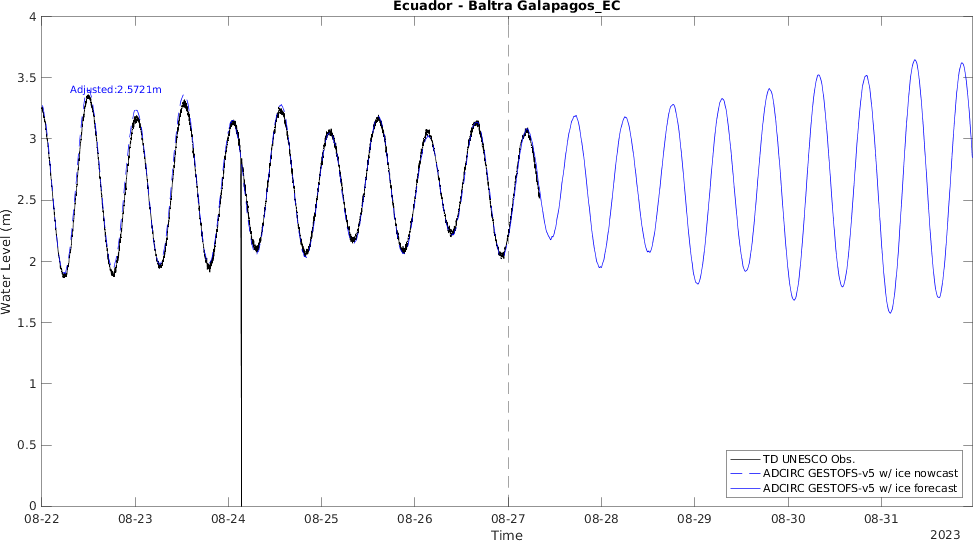 Ecuador - Baltra Galapagos_EC
Adjusted:2.5721m
Water Level (m)
4
3.5
3
2.5
2
1.5
1
0.5
0
08-22
08-23
08-24
08-25
08-26
08-27
08-28
08-29
08-30
08-31
Time
2023
TD UNESCO Obs.
ADCIRC GESTOFS-v5 w/ ice nowcast
ADCIRC GESTOFS-v5 w/ ice forecast